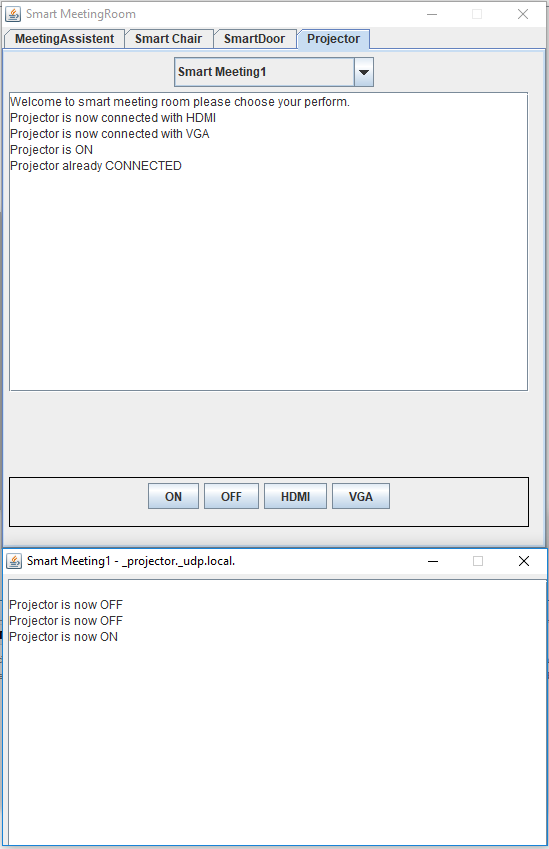 Smart MeetingRoom
MeetingAssistent Smart Chair SmartDoor Projector
Smart Meeting1
Welcome to smart meeting room please choose your perform.
Projector is now connected with HDMI
Projector is now connected with VGA
Projector is ON
Projector already CONNECTED
ON OFF HDMI VGA
Smart Meeting1 - _projector._udp.local.
Projector is now OFF
Projector is now OFF
Projector is now ON